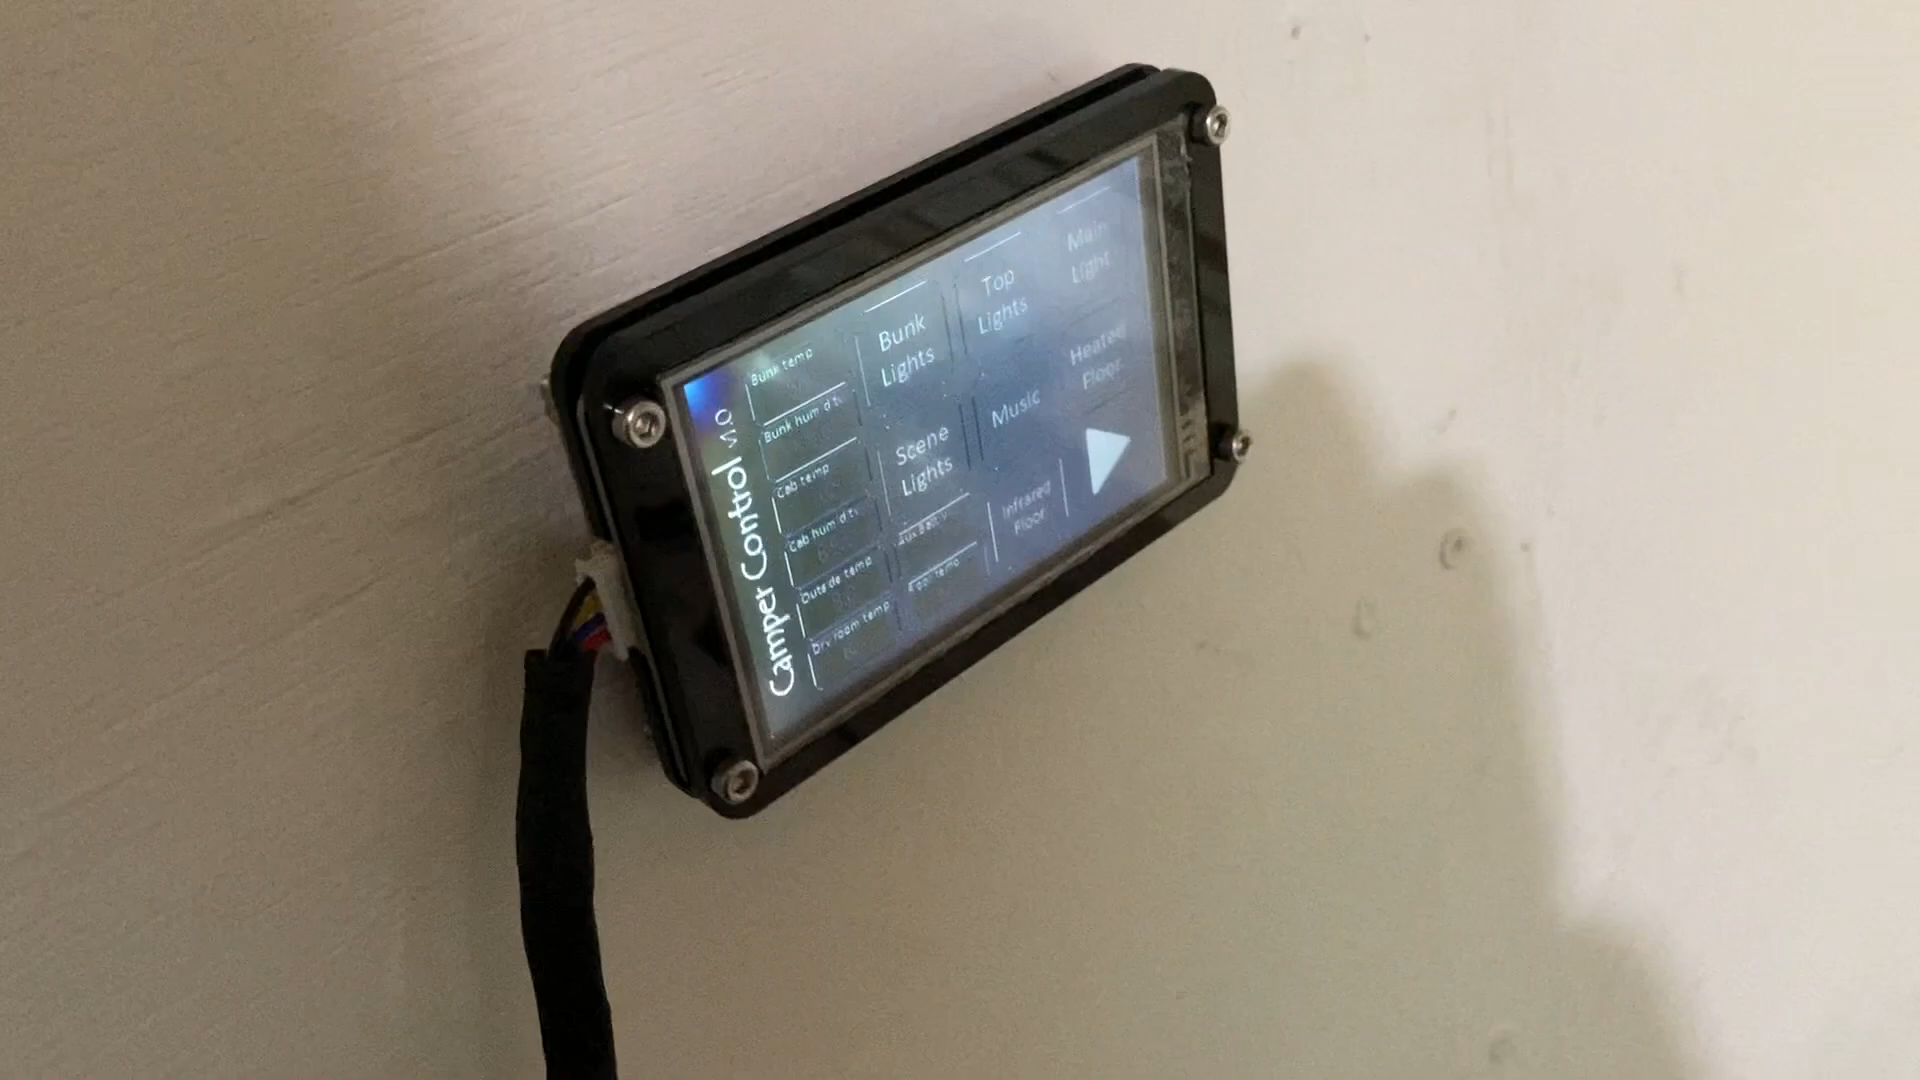 Camper Control v1.0
Bunk temp
Bunk humidity
Cab temp
Cab humidity
Outside temp
Dry room temp
Bunk
Lights
Scene
Lights
Aux Batt V
temp
Top
Lights
Music
Infrared
Floor
Main
Light
Heated
Floor